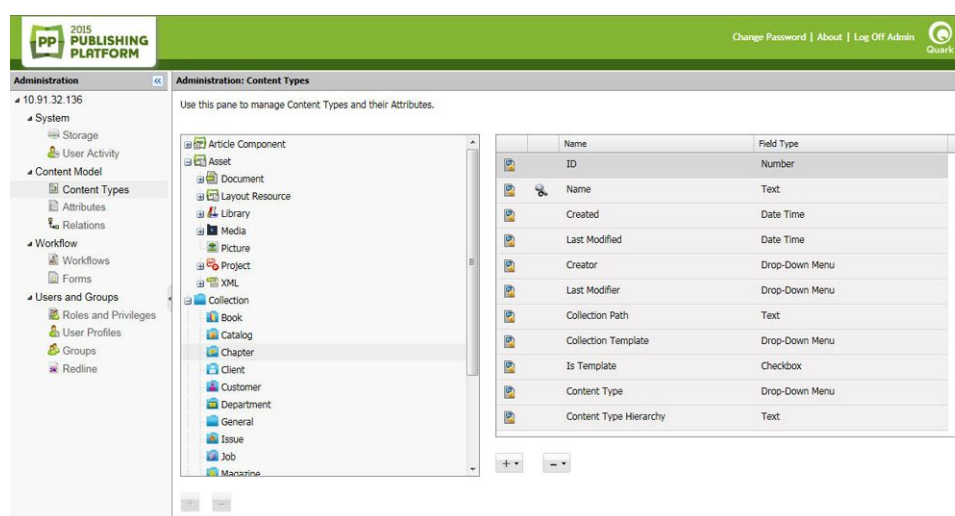 2015
PP PUBLISHING
PLATFORM
Change Password | About | Log Off Admin
Quark
Administration
Administration: Content Types
10.91.32.136
System
Storage
User Activity
Content Model
Content Types
Attributes
Relations
Workflow
Workflows
Forms
Users and Groups
Roles and Privileges
User Profiles
Groups
Redline
Use this pane to manage Content Types and their Attributes.
Article Component
Asset
Document
Layout Resource
Library
Media
Picture
Project
XML
Collection
Book
Catalog
Chapter
Client
Customer
Department
General
Issue
Job
Magazine
Name Field Type
ID Number
Name Text
Created Date Time
Last Modified Date Time
Creator Drop-Down Menu
Last Modifier Drop-Down Menu
Collection Path Text
Collection Template Drop-Down Menu
Is Template Checkbox
Content Type Drop-Down Menu
Content Type Hierarchy Text